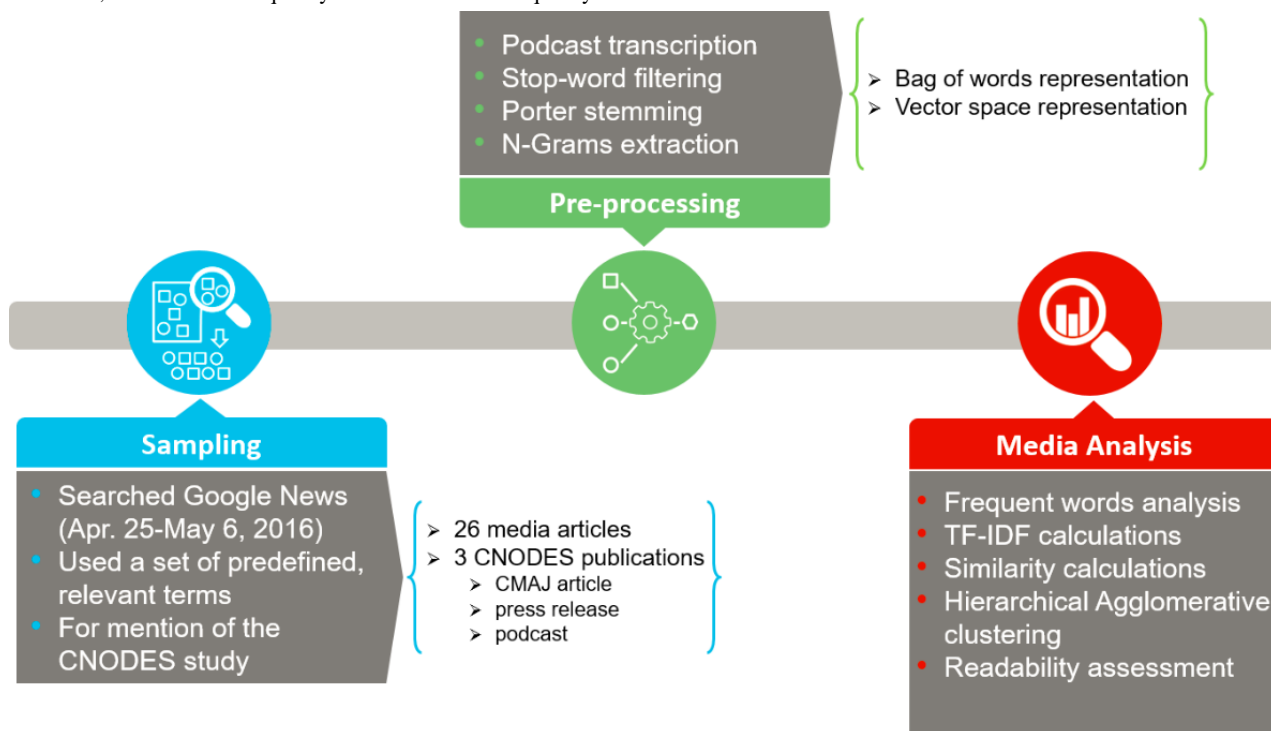 • Podcast transcription
• Stop-word filtering
• Porter stemming
• N-Grams extraction
➢ Bag of words representation
➢ Vector space representation
Pre-processing
Sampling
• Searched Google News
(Apr. 25-May 6, 2016)
• Used a set of predefined,
relevant terms
• For mention of the
CNODES study
➢ 26 media articles
➢ 3 CNODES publications
➢ CMAJ article
➢ press release
➢ podcast
Media Analysis
• Frequent words analysis
• TF-IDF calculations
• Similarity calculations
• Hierarchical Agglomerative
clustering
• Readability assessment